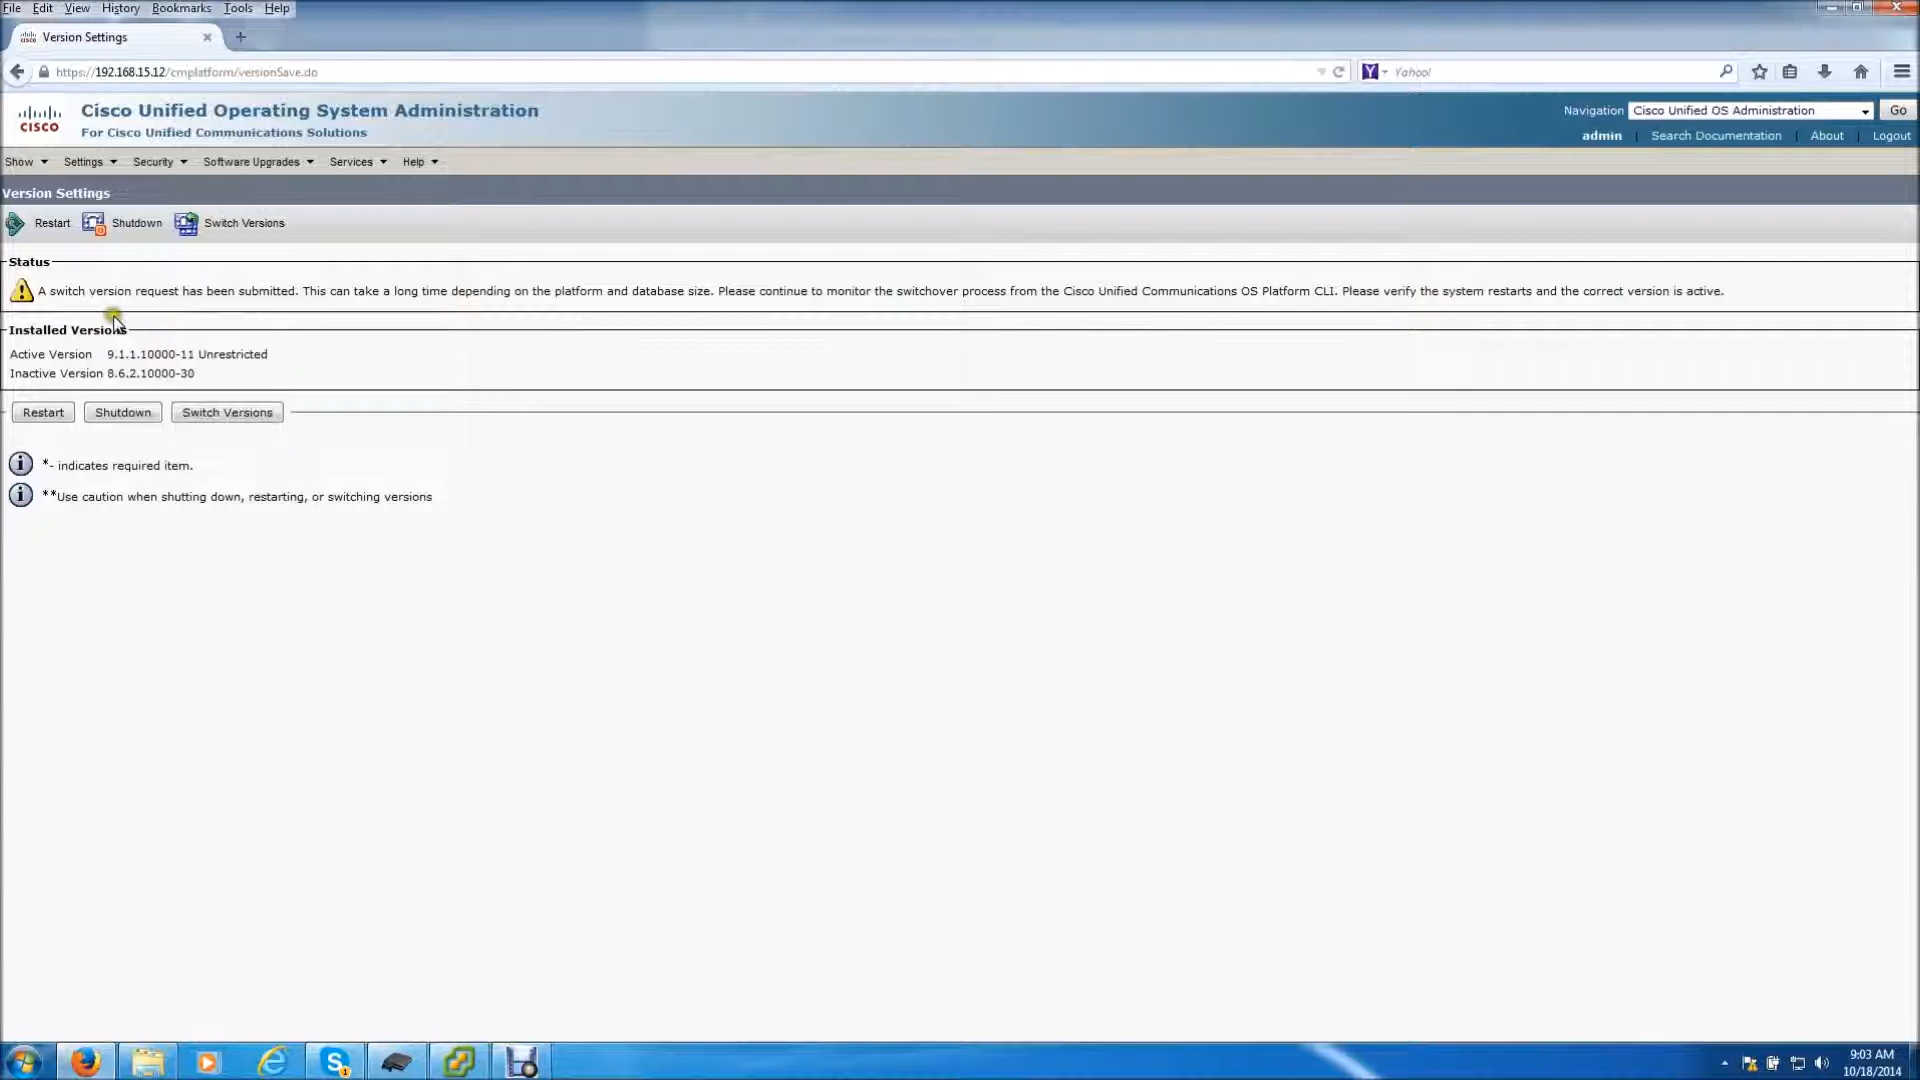 File Edit View History Bookmarks Tools Help
Version Settings
https://192.168.15.12/cmplatform/versionSave.do
Yahoo!
CISCO
Cisco Unified Operating System Administration
For Cisco Unified Communications Solutions
Navigation Cisco Unified OS Administration Go
admin | Search Documentation | About | Logout
Show Settings Security Software Upgrades Services Help
Version Settings
Restart Shutdown Switch Versions
Status
A switch version request has been submitted. This can take a long time depending on the platform and database size. Please continue to monitor the switchover process from the Cisco Unified Communications OS Platform CLI. Please verify the system restarts and the correct version is active.
Installed Versions
Active Version 9.1.1.10000-11 Unrestricted
Inactive Version 8.6.2.10000-30
Restart Shutdown Switch Versions
*- indicates required item.
**Use caution when shutting down, restarting, or switching versions
9:03 AM
10/18/2014